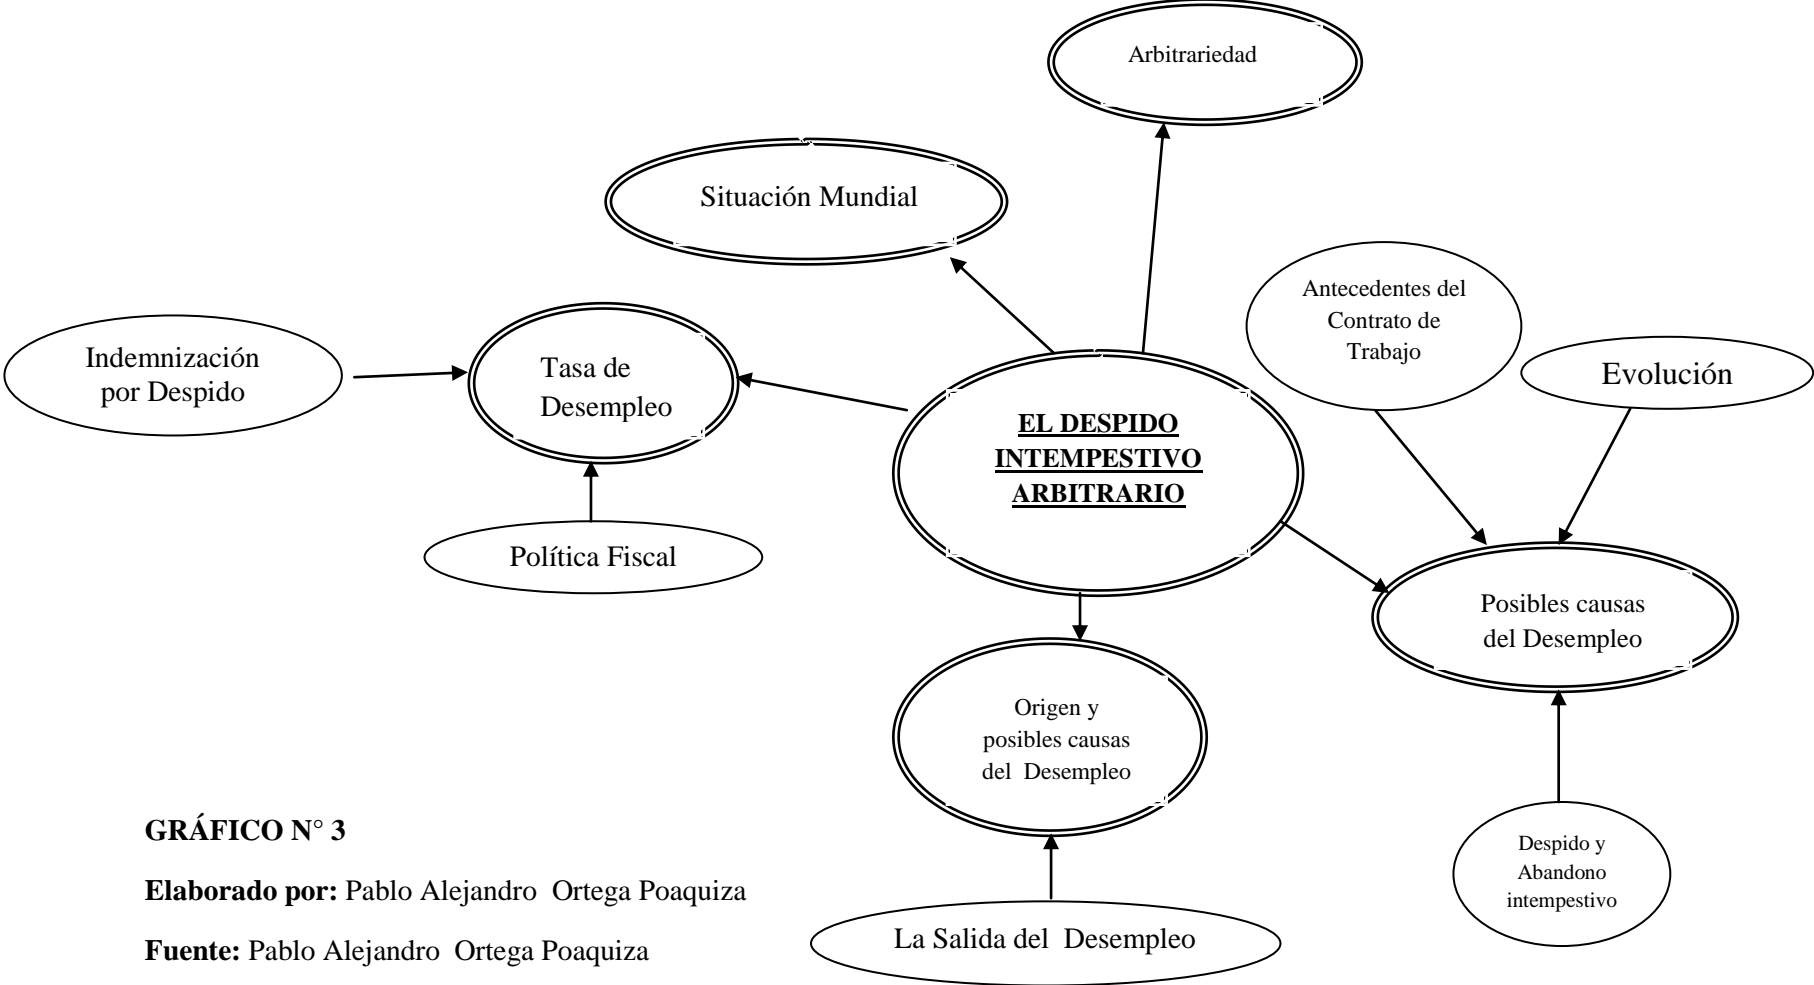 Arbitrariedad
Situación Mundial
Antecedentes del
Contrato de
Trabajo
Evolución
Indemnización
por Despido
Tasa de
Desempleo
EL DESPIDO
INTEMPESTIVO
ARBITRARIO
Política Fiscal
Posibles causas
del Desempleo
Origen y
posibles causas
del Desempleo
Despido y
Abandono
intempestivo
La Salida del Desempleo
GRÁFICO N° 3
Elaborado por: Pablo Alejandro Ortega Poaquiza
Fuente: Pablo Alejandro Ortega Poaquiza